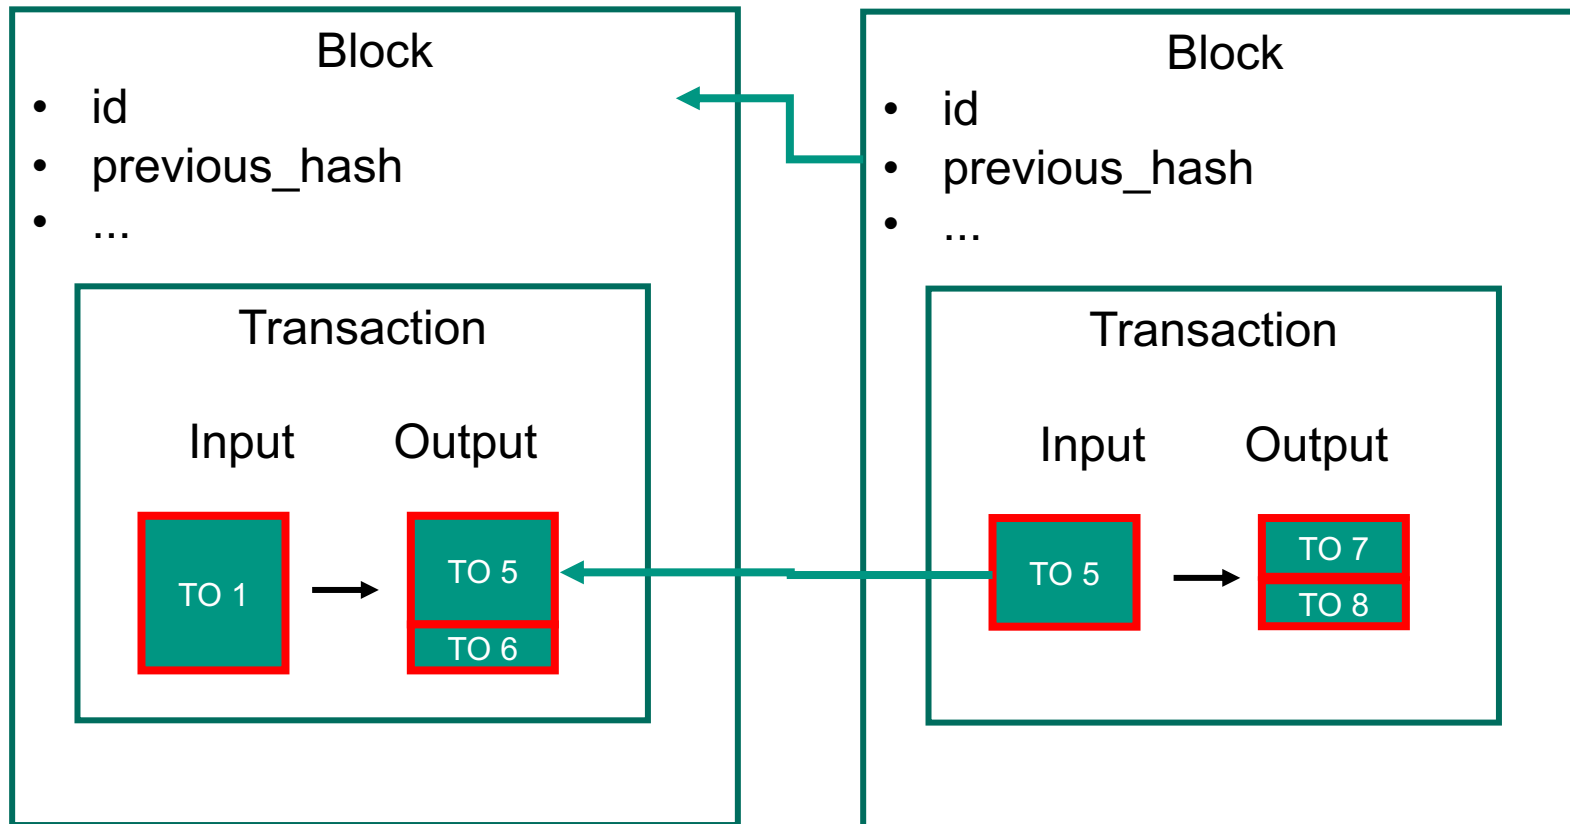 Block
• id
• previous_hash
• ...
Transaction
Input Output
TO 1
TO 5
TO 6
Block
• id
• previous_hash
• ...
Transaction
Input Output
TO 5
TO 7
TO 8